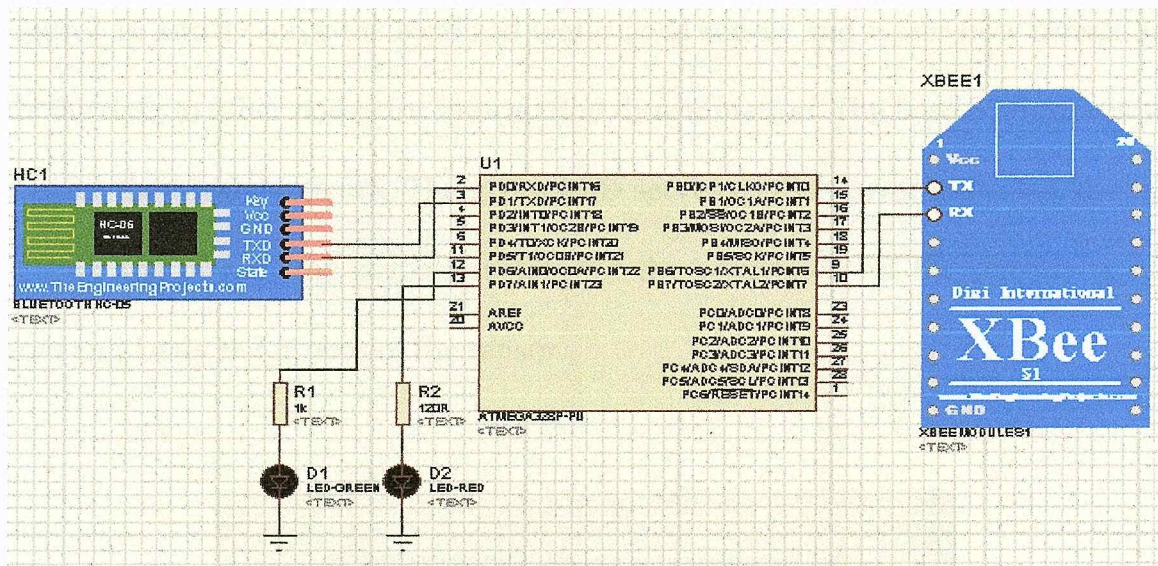 HC1
HC-06
Key
Vcc
GND
TXD
RXD
State
www.TheEngineeringProjects.com
BLUETOOTH HC-05
<TEXT>
U1
2
3
4
5
6
11
12
13
21
20
PD0/RXD/PCINT16
PD1/TXD/PCINT17
PD2/INT0/PCINT18
PD3/INT1/OC2B/PCINT19
PD4/T0/XCK/PCINT20
PD5/T1/OC0B/PCINT21
PD6/AIN0/OC0A/PCINT22
PD7/AIN1/PCINT23
AREF
AVCC
PB0/ICP1/CLKO/PCINT0
PB1/OC1A/PCINT1
PB2/SS/OC1B/PCINT2
PB3/MOSI/OC2A/PCINT3
PB4/MISO/PCINT4
PB5/SCK/PCINT5
PB6/TOSC1/XTAL1/PCINT6
PB7/TOSC2/XTAL2/PCINT7
PC0/ADC0/PCINT8
PC1/ADC1/PCINT9
PC2/ADC2/PCINT10
PC3/ADC3/PCINT11
PC4/ADC4/SDA/PCINT12
PC5/ADC5/SCL/PCINT13
PC6/RESET/PCINT14
14
15
16
17
18
19
9
10
23
24
25
26
27
28
1
ATMEGA328P-PU
<TEXT>
R1
1k
<TEXT>
R2
120R
<TEXT>
D1
LED-GREEN
<TEXT>
D2
LED-RED
<TEXT>
XBEE1
1
20
Vcc
TX
RX
Digi International
XBee
S1
GND
XBEEMODULES1
<TEXT>